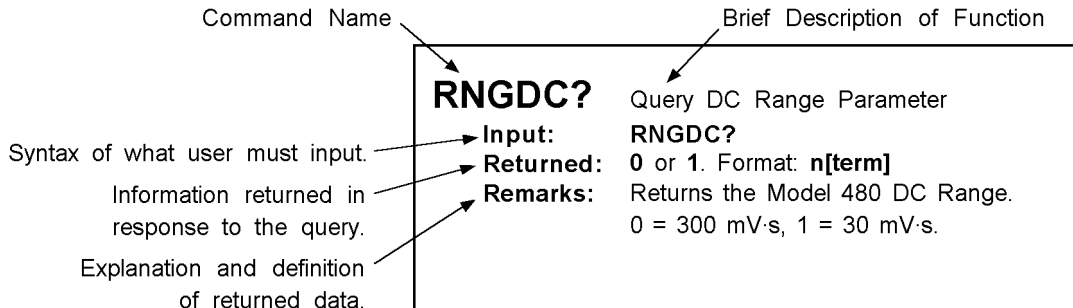 Command Name
Brief Description of Function
RNGDC? Query DC Range Parameter
Syntax of what user must input.
Input: RNGDC?
Information returned in
response to the query.
Returned: 0 or 1. Format: n[term]
Explanation and definition
of returned data.
Remarks: Returns the Model 480 DC Range.
0 = 300 mV·s, 1 = 30 mV·s.